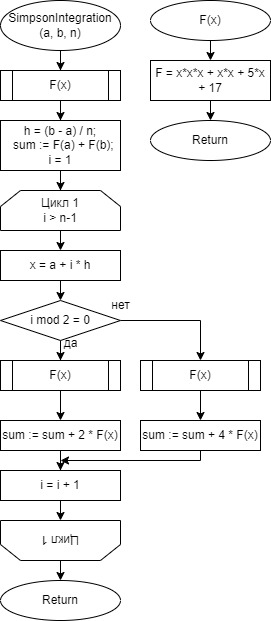 SimpsonIntegration
(a, b, n)
F(x)
h = (b - a) / n;
sum := F(a) + F(b);
i = 1
Цикл 1
i > n-1
x = a + i * h
i mod 2 = 0
нет
да
F(x)
F(x)
sum := sum + 2 * F(x)
sum := sum + 4 * F(x)
i = i + 1
Цикл 1
Return
F(x)
F = x*x*x + x*x + 5*x
+ 17
Return